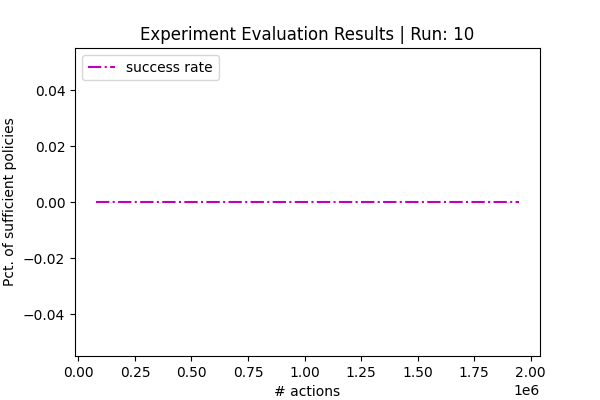 Experiment Evaluation Results | Run: 10
success rate
Pct. of sufficient policies
0.04
0.02
0.00
−0.02
−0.04
0.00 0.25 0.50 0.75 1.00 1.25 1.50 1.75 2.00
1e6
# actions